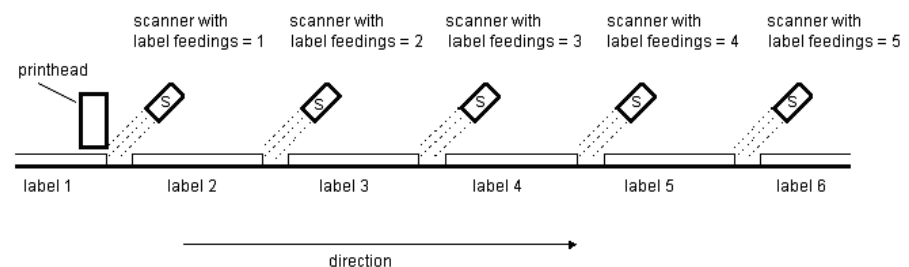 scanner with
label feedings = 1
scanner with
label feedings = 2
scanner with
label feedings = 3
scanner with
label feedings = 4
scanner with
label feedings = 5
printhead
S
S
S
S
S
label 1
label 2
label 3
label 4
label 5
label 6
direction